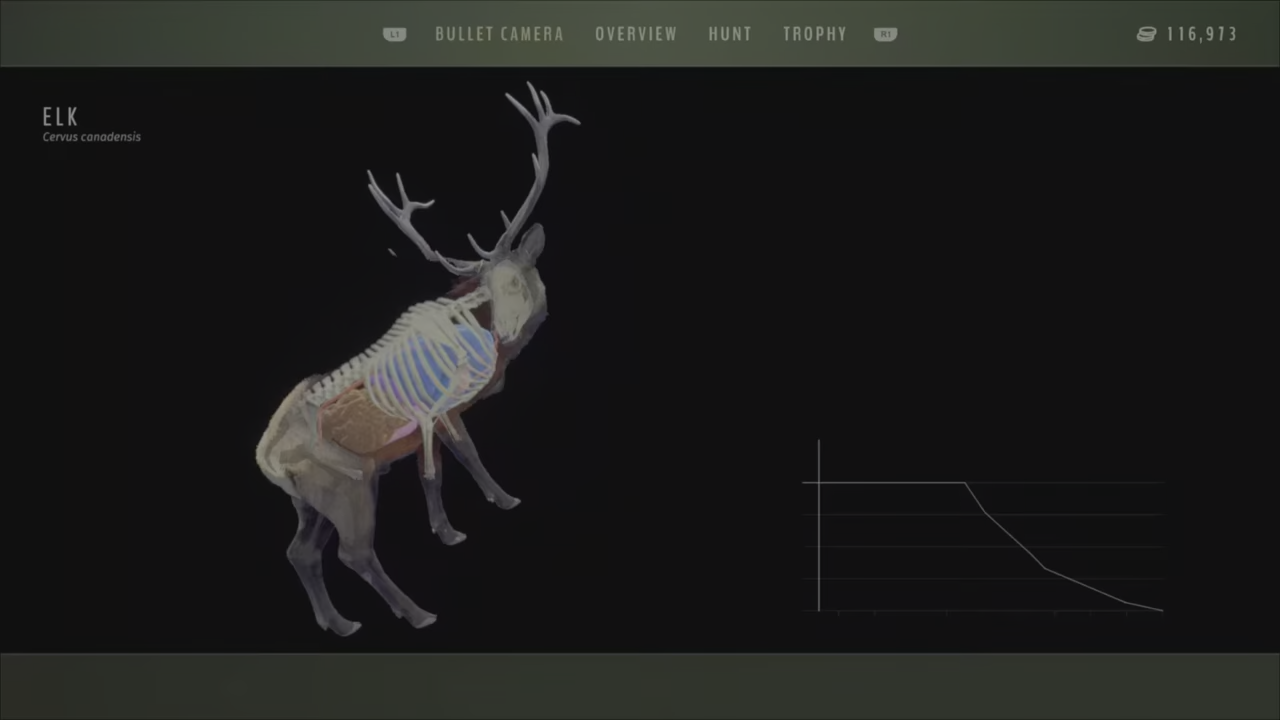 L1 BULLET CAMERA OVERVIEW HUNT TROPHY R1 116,973
ELK
Cervus canadensis